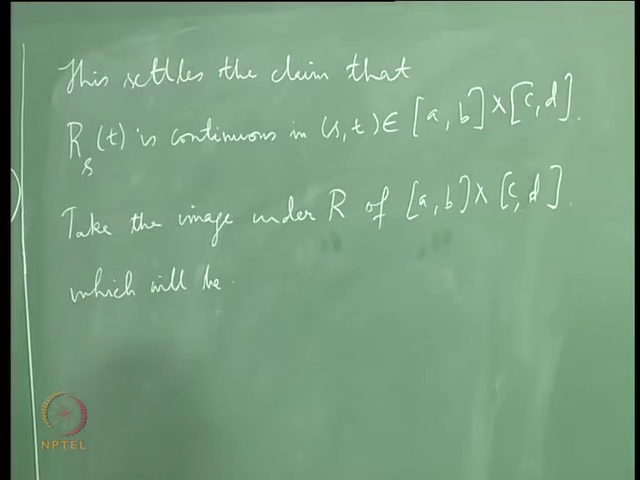 This settles the claim that
R_s(t) is continuous in (s,t) ∈ [a,b]×[c,d].
Take the image under R of [a,b]×[c,d].
which will be
NPTEL